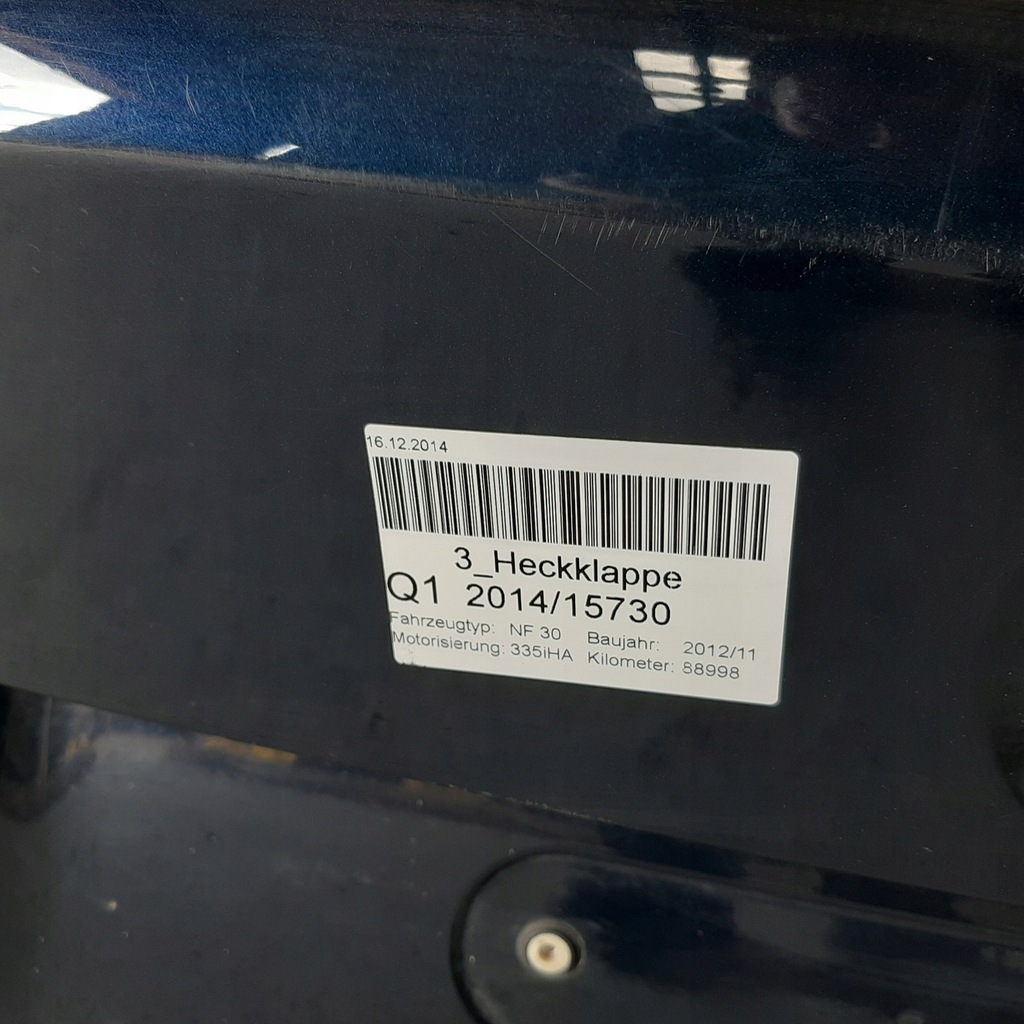 16.12.2014
3_Heckklappe
Q1 2014/15730
Fahrzeugtyp: NF 30 Baujahr: 2012/11
Motorisierung: 335iHA Kilometer: 88998